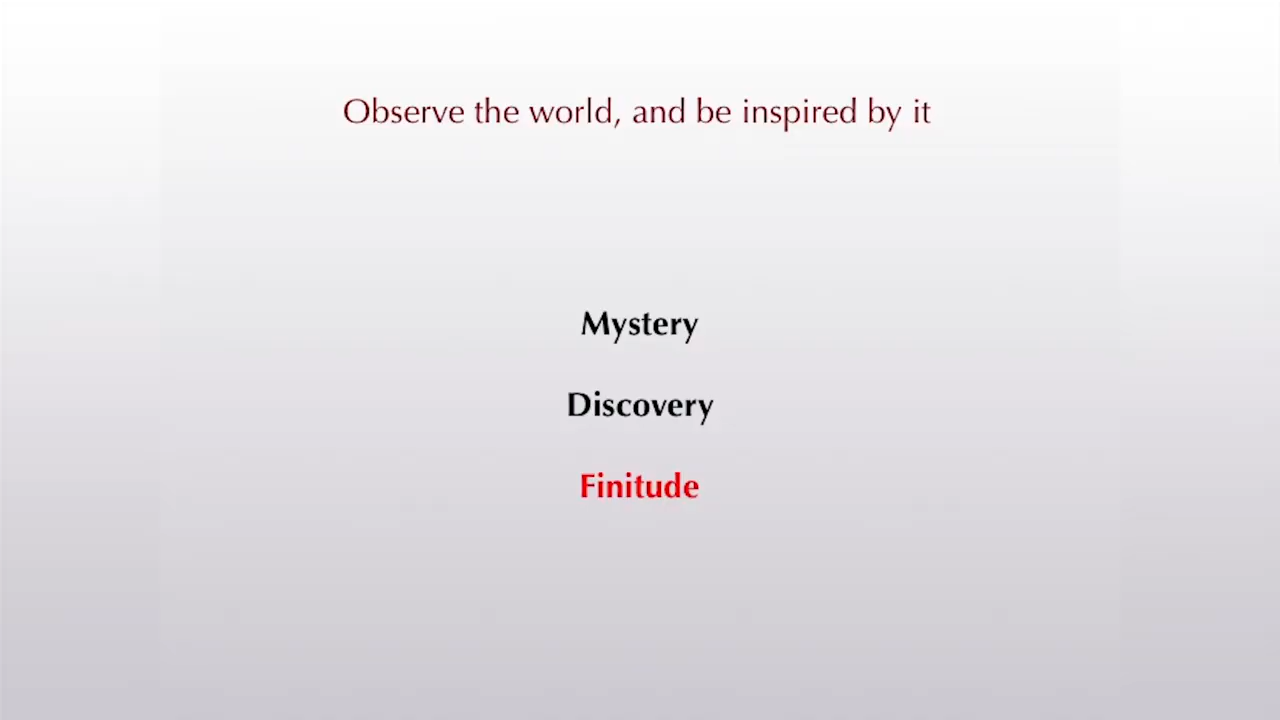 Observe the world, and be inspired by it
Mystery
Discovery
Finitude